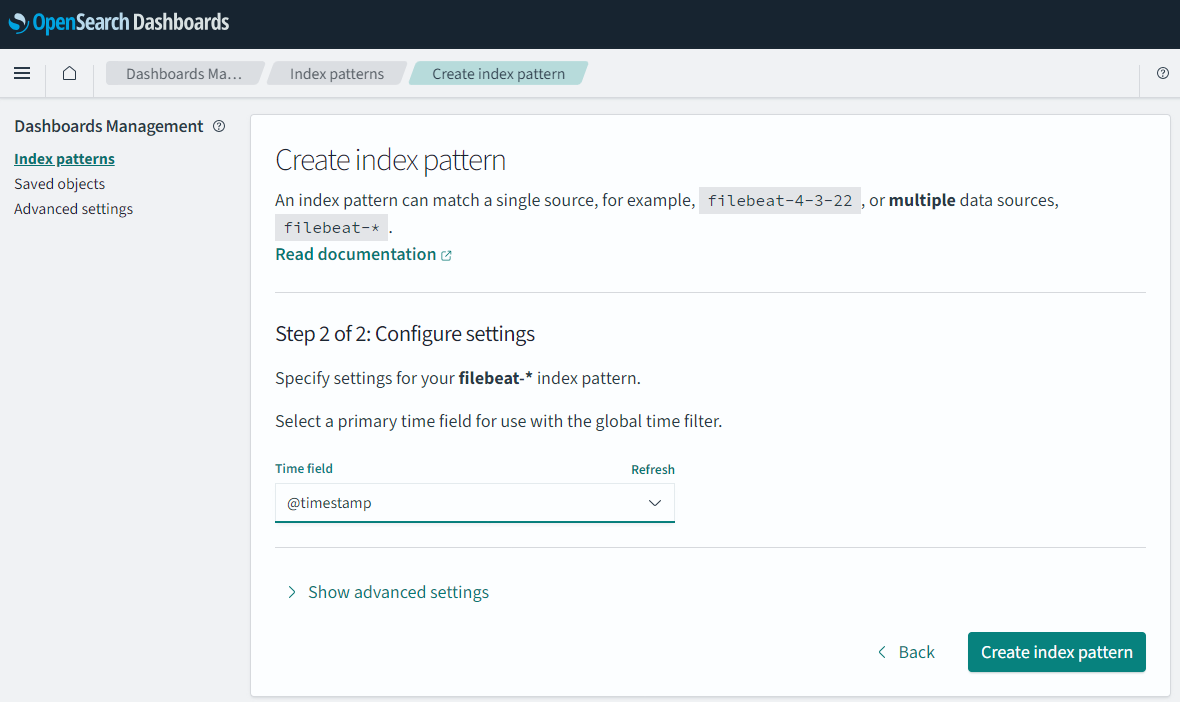 OpenSearch Dashboards
Dashboards Ma...
Index patterns
Create index pattern
Dashboards Management
Index patterns
Saved objects
Advanced settings
Create index pattern
An index pattern can match a single source, for example, filebeat-4-3-22 , or multiple data sources,
filebeat-* .
Read documentation
Step 2 of 2: Configure settings
Specify settings for your filebeat-* index pattern.
Select a primary time field for use with the global time filter.
Time field Refresh
@timestamp
Show advanced settings
Back
Create index pattern